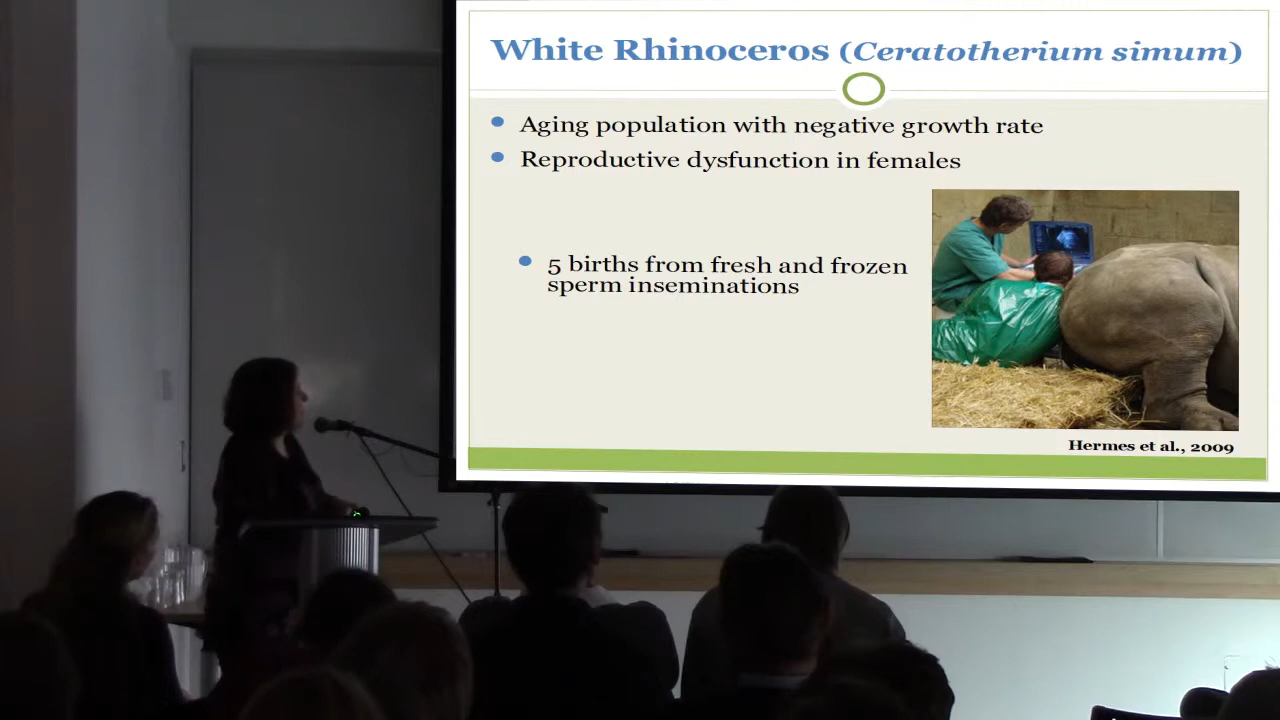 White Rhinoceros (Ceratotherium simum)
Aging population with negative growth rate
Reproductive dysfunction in females
5 births from fresh and frozen
sperm inseminations
Hermes et al., 2009